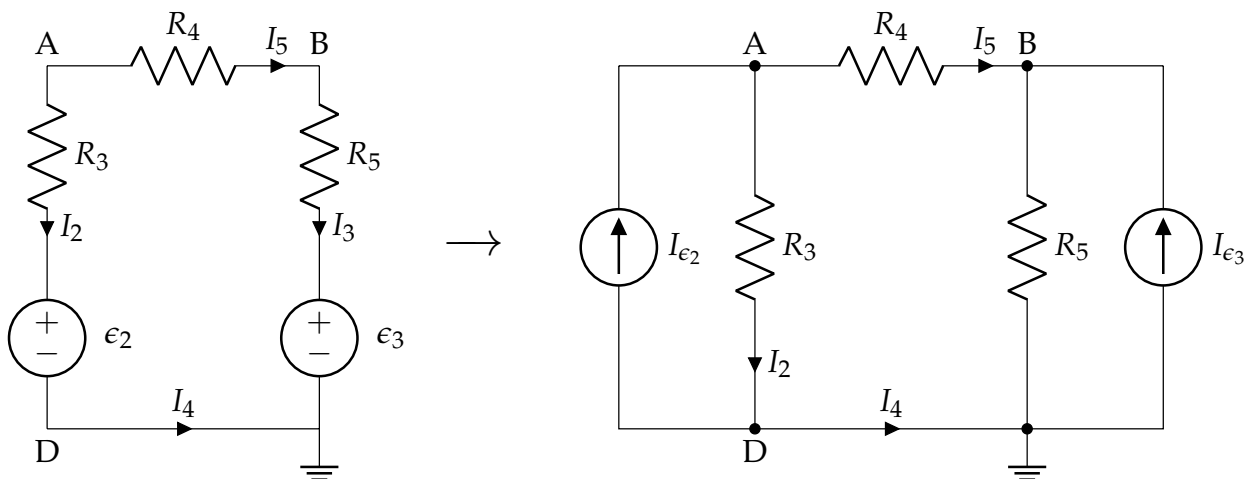 A
R4
I5
B
R3
R5
I2
I3
+
−
ϵ2
+
−
ϵ3
I4
D
→
A
R4
I5
B
Iϵ2
R3
R5
Iϵ3
I2
I4
D